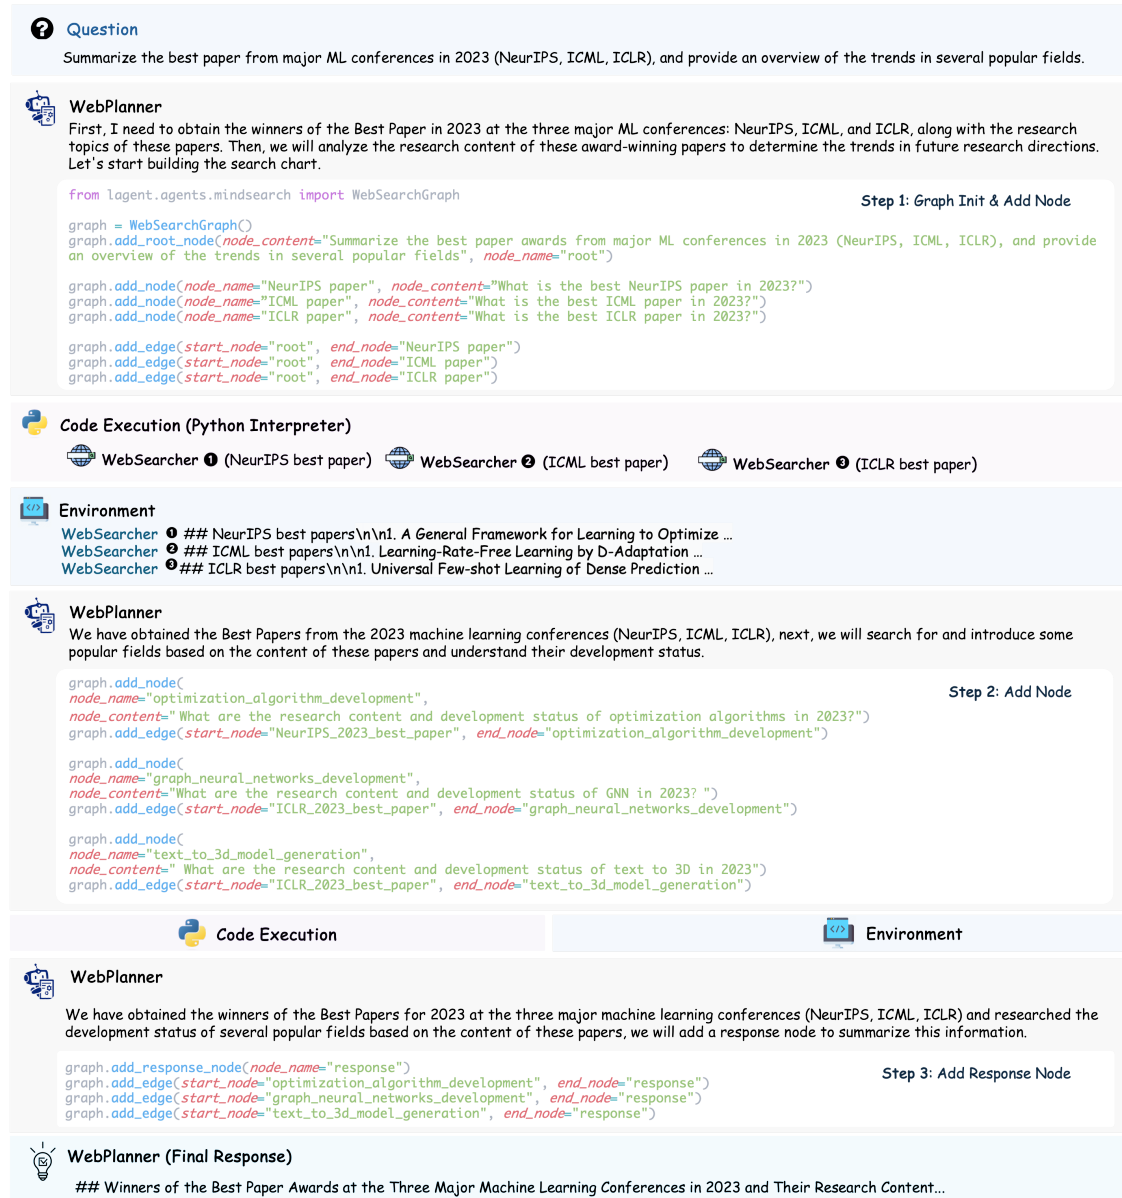 Question
Summarize the best paper from major ML conferences in 2023 (NeurIPS, ICML, ICLR), and provide an overview of the trends in several popular fields.
WebPlanner
First, I need to obtain the winners of the Best Paper in 2023 at the three major ML conferences: NeurIPS, ICML, and ICLR, along with the research
topics of these papers. Then, we will analyze the research content of these award-winning papers to determine the trends in future research directions.
Let's start building the search chart.
from lagent.agents.mindsearch import WebSearchGraph
Step 1: Graph Init & Add Node
graph = WebSearchGraph()
graph.add_root_node(node_content="Summarize the best paper awards from major ML conferences in 2023 (NeurIPS, ICML, ICLR), and provide
an overview of the trends in several popular fields", node_name="root")
graph.add_node(node_name="NeurIPS paper", node_content=”What is the best NeurIPS paper in 2023?")
graph.add_node(node_name=”ICML paper", node_content="What is the best ICML paper in 2023?")
graph.add_node(node_name="ICLR paper", node_content="What is the best ICLR paper in 2023?")
graph.add_edge(start_node="root", end_node="NeurIPS paper")
graph.add_edge(start_node="root", end_node="ICML paper")
graph.add_edge(start_node="root", end_node="ICLR paper")
Code Execution (Python Interpreter)
WebSearcher ❶ (NeurIPS best paper) WebSearcher ❷ (ICML best paper) WebSearcher ❸ (ICLR best paper)
Environment
WebSearcher ❶ ## NeurIPS best papers\n\n1. A General Framework for Learning to Optimize ...
WebSearcher ❷ ## ICML best papers\n\n1. Learning-Rate-Free Learning by D-Adaptation ...
WebSearcher ❸ ## ICLR best papers\n\n1. Universal Few-shot Learning of Dense Prediction ...
WebPlanner
We have obtained the Best Papers from the 2023 machine learning conferences (NeurIPS, ICML, ICLR), next, we will search for and introduce some
popular fields based on the content of these papers and understand their development status.
graph.add_node(
Step 2: Add Node
node_name="optimization_algorithm_development",
node_content=" What are the research content and development status of optimization algorithms in 2023?")
graph.add_edge(start_node="NeurIPS_2023_best_paper", end_node="optimization_algorithm_development")
graph.add_node(
node_name="graph_neural_networks_development",
node_content="What are the research content and development status of GNN in 2023? ")
graph.add_edge(start_node="ICLR_2023_best_paper", end_node="graph_neural_networks_development")
graph.add_node(
node_name="text_to_3d_model_generation",
node_content=" What are the research content and development status of text to 3D in 2023")
graph.add_edge(start_node="ICLR_2023_best_paper", end_node="text_to_3d_model_generation")
Code Execution
Environment
WebPlanner
We have obtained the winners of the Best Papers for 2023 at the three major machine learning conferences (NeurIPS, ICML, ICLR) and researched the
development status of several popular fields based on the content of these papers, we will add a response node to summarize this information.
graph.add_response_node(node_name="response")
Step 3: Add Response Node
graph.add_edge(start_node="optimization_algorithm_development", end_node="response")
graph.add_edge(start_node="graph_neural_networks_development", end_node="response")
graph.add_edge(start_node="text_to_3d_model_generation", end_node="response")
WebPlanner (Final Response)
## Winners of the Best Paper Awards at the Three Major Machine Learning Conferences in 2023 and Their Research Content...